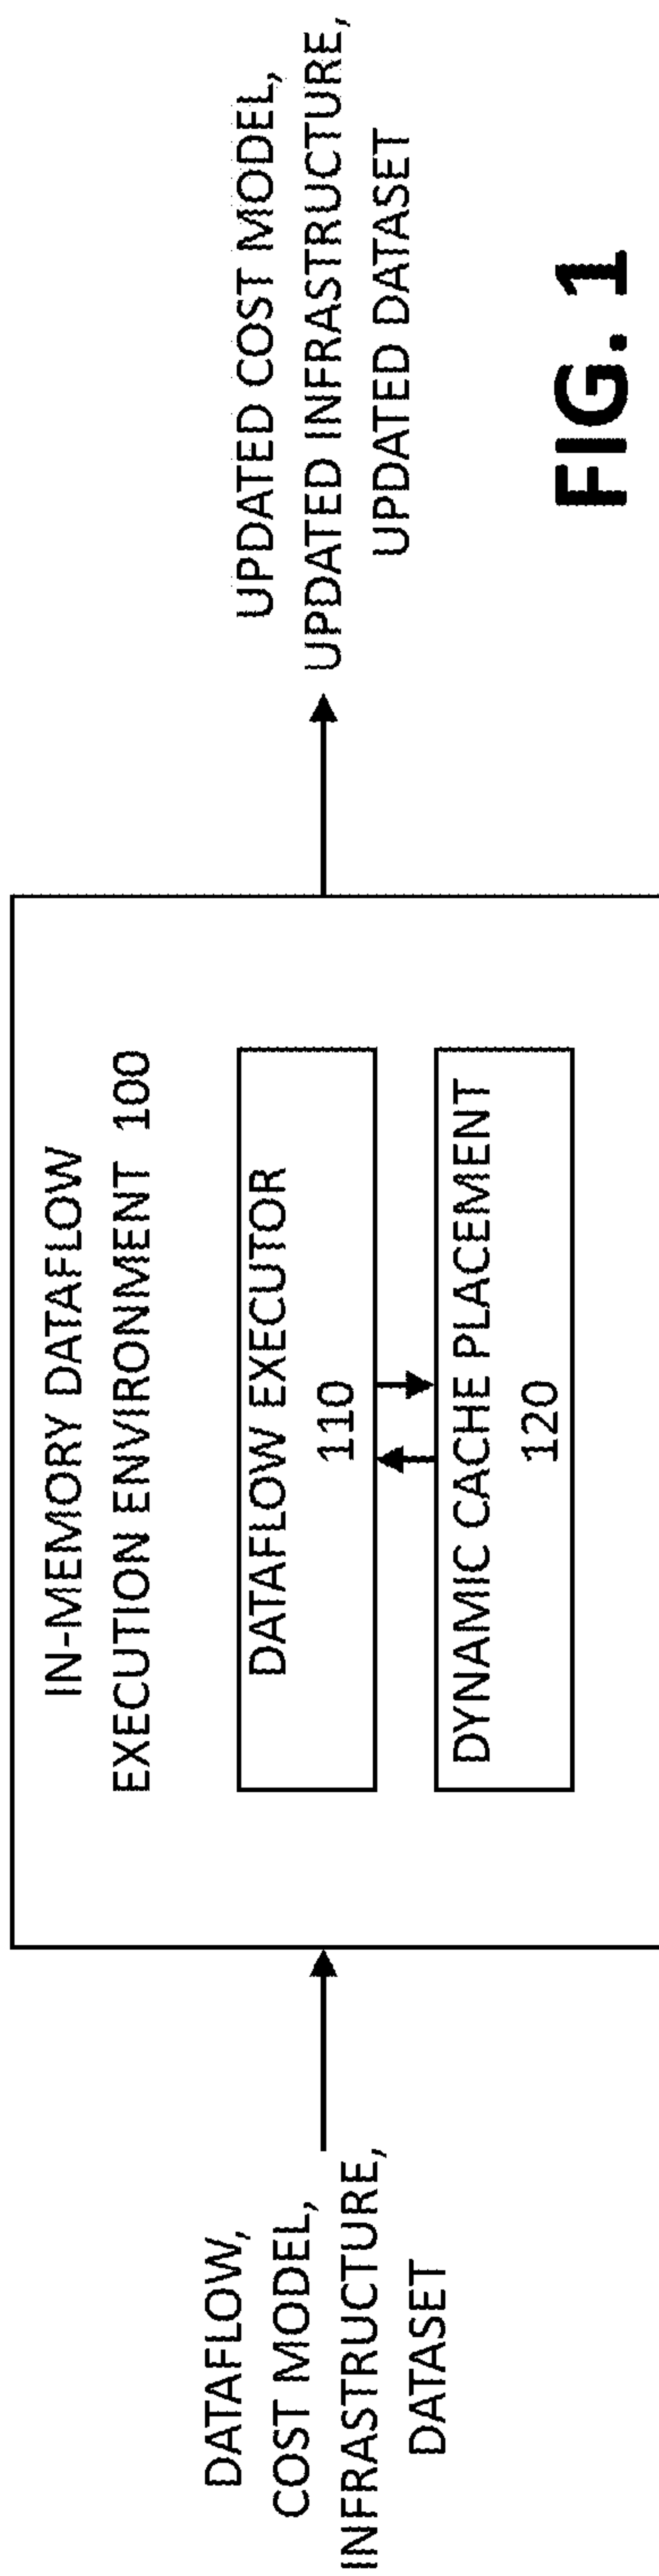 DATAFLOW,
COST MODEL,
INFRASTRUCTURE,
DATASET
IN-MEMORY DATAFLOW
EXECUTION ENVIRONMENT 100
DATAFLOW EXECUTOR
110
DYNAMIC CACHE PLACEMENT
120
UPDATED COST MODEL,
UPDATED INFRASTRUCTURE,
UPDATED DATASET
FIG. 1